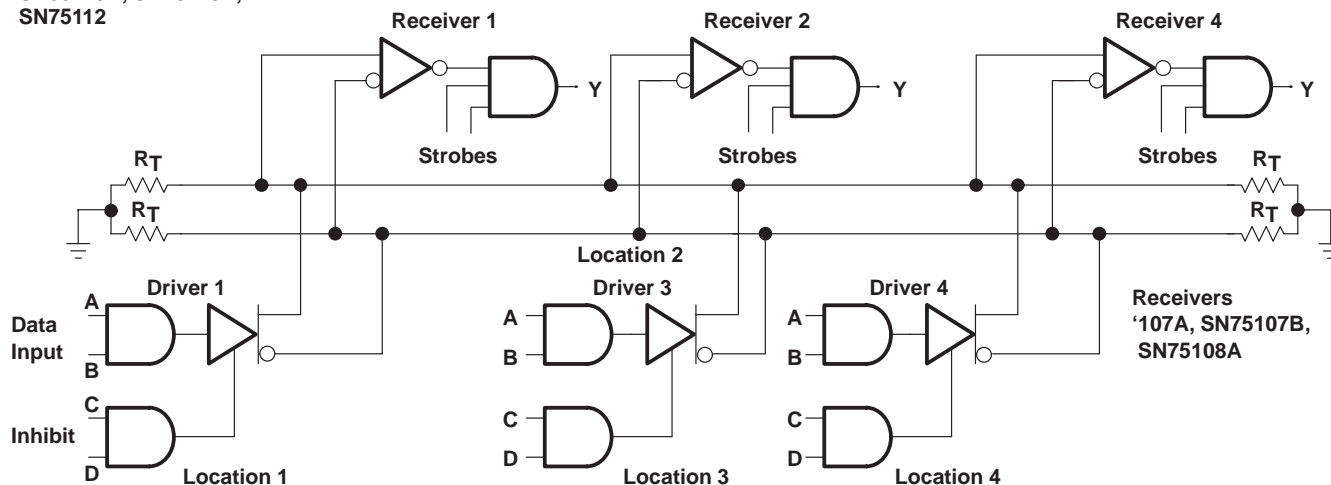 SN75112
Receiver 1
Receiver 2
Receiver 4
Y
Y
Y
Strobes
Strobes
Strobes
RT
RT
RT
RT
Location 2
Driver 1
Driver 3
Driver 4
Data
Input
A
B
A
B
A
B
Receivers
‘107A, SN75107B,
SN75108A
Inhibit
C
D
C
D
C
D
Location 1
Location 3
Location 4